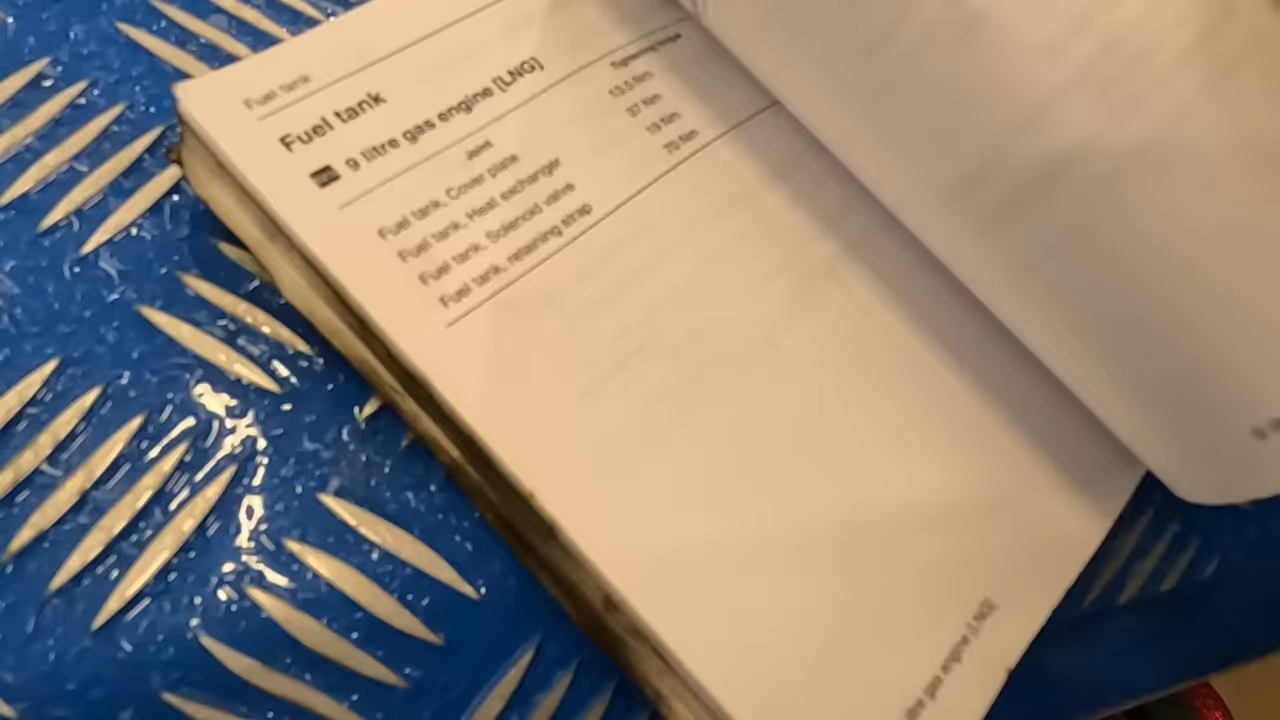 Fuel tank
Fuel tank
9 litre gas engine [LNG]
Joint Tightening torque
Fuel tank, Cover plate 13.5 Nm
Fuel tank, Heat exchanger 37 Nm
Fuel tank, Solenoid valve 19 Nm
Fuel tank, retaining strap 70 Nm
gas engine [LNG]